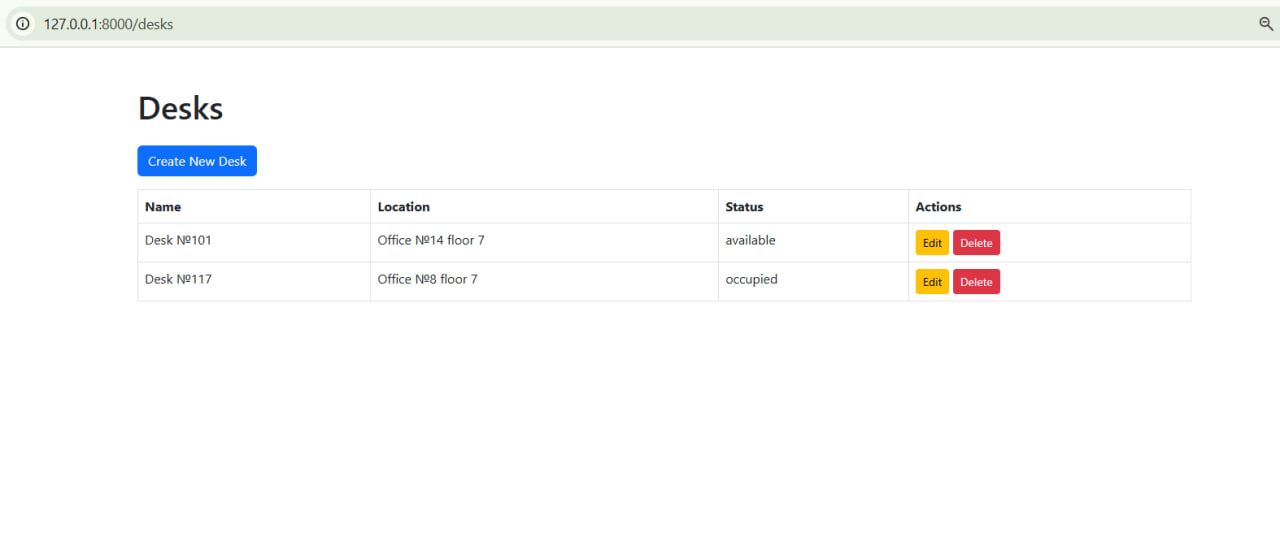 127.0.0.1:8000/desks
Desks
Create New Desk
Name Location Status Actions
Desk №101 Office №14 floor 7 available Edit Delete
Desk №117 Office №8 floor 7 occupied Edit Delete